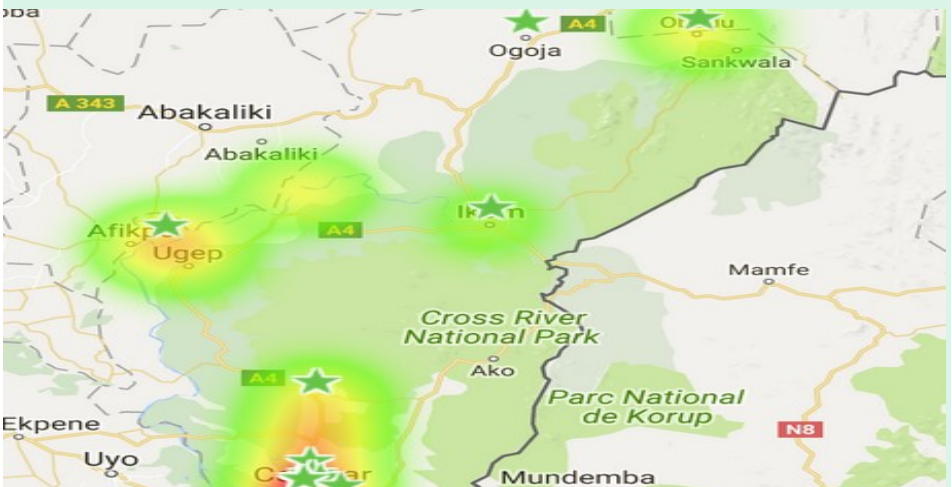 A4
Ogoja
Sankwala
A 343
Abakaliki
Abakaliki
A4
Ugep
Mamfe
Cross River
National Park
A4
Ako
Parc National
de Korup
Ekpene
N8
Uyo
Mundemba